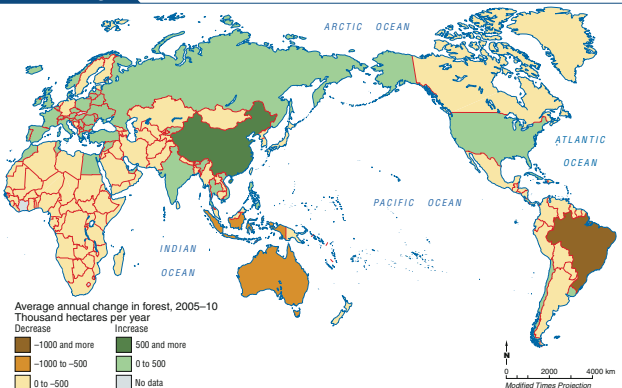 ARCTIC OCEAN
ATLANTIC
OCEAN
PACIFIC OCEAN
INDIAN
OCEAN
Average annual change in forest, 2005–10
Thousand hectares per year
Decrease
Increase
–1000 and more
500 and more
–1000 to –500
0 to 500
0 to –500
No data
N
0 2000 4000 km
Modified Times Projection